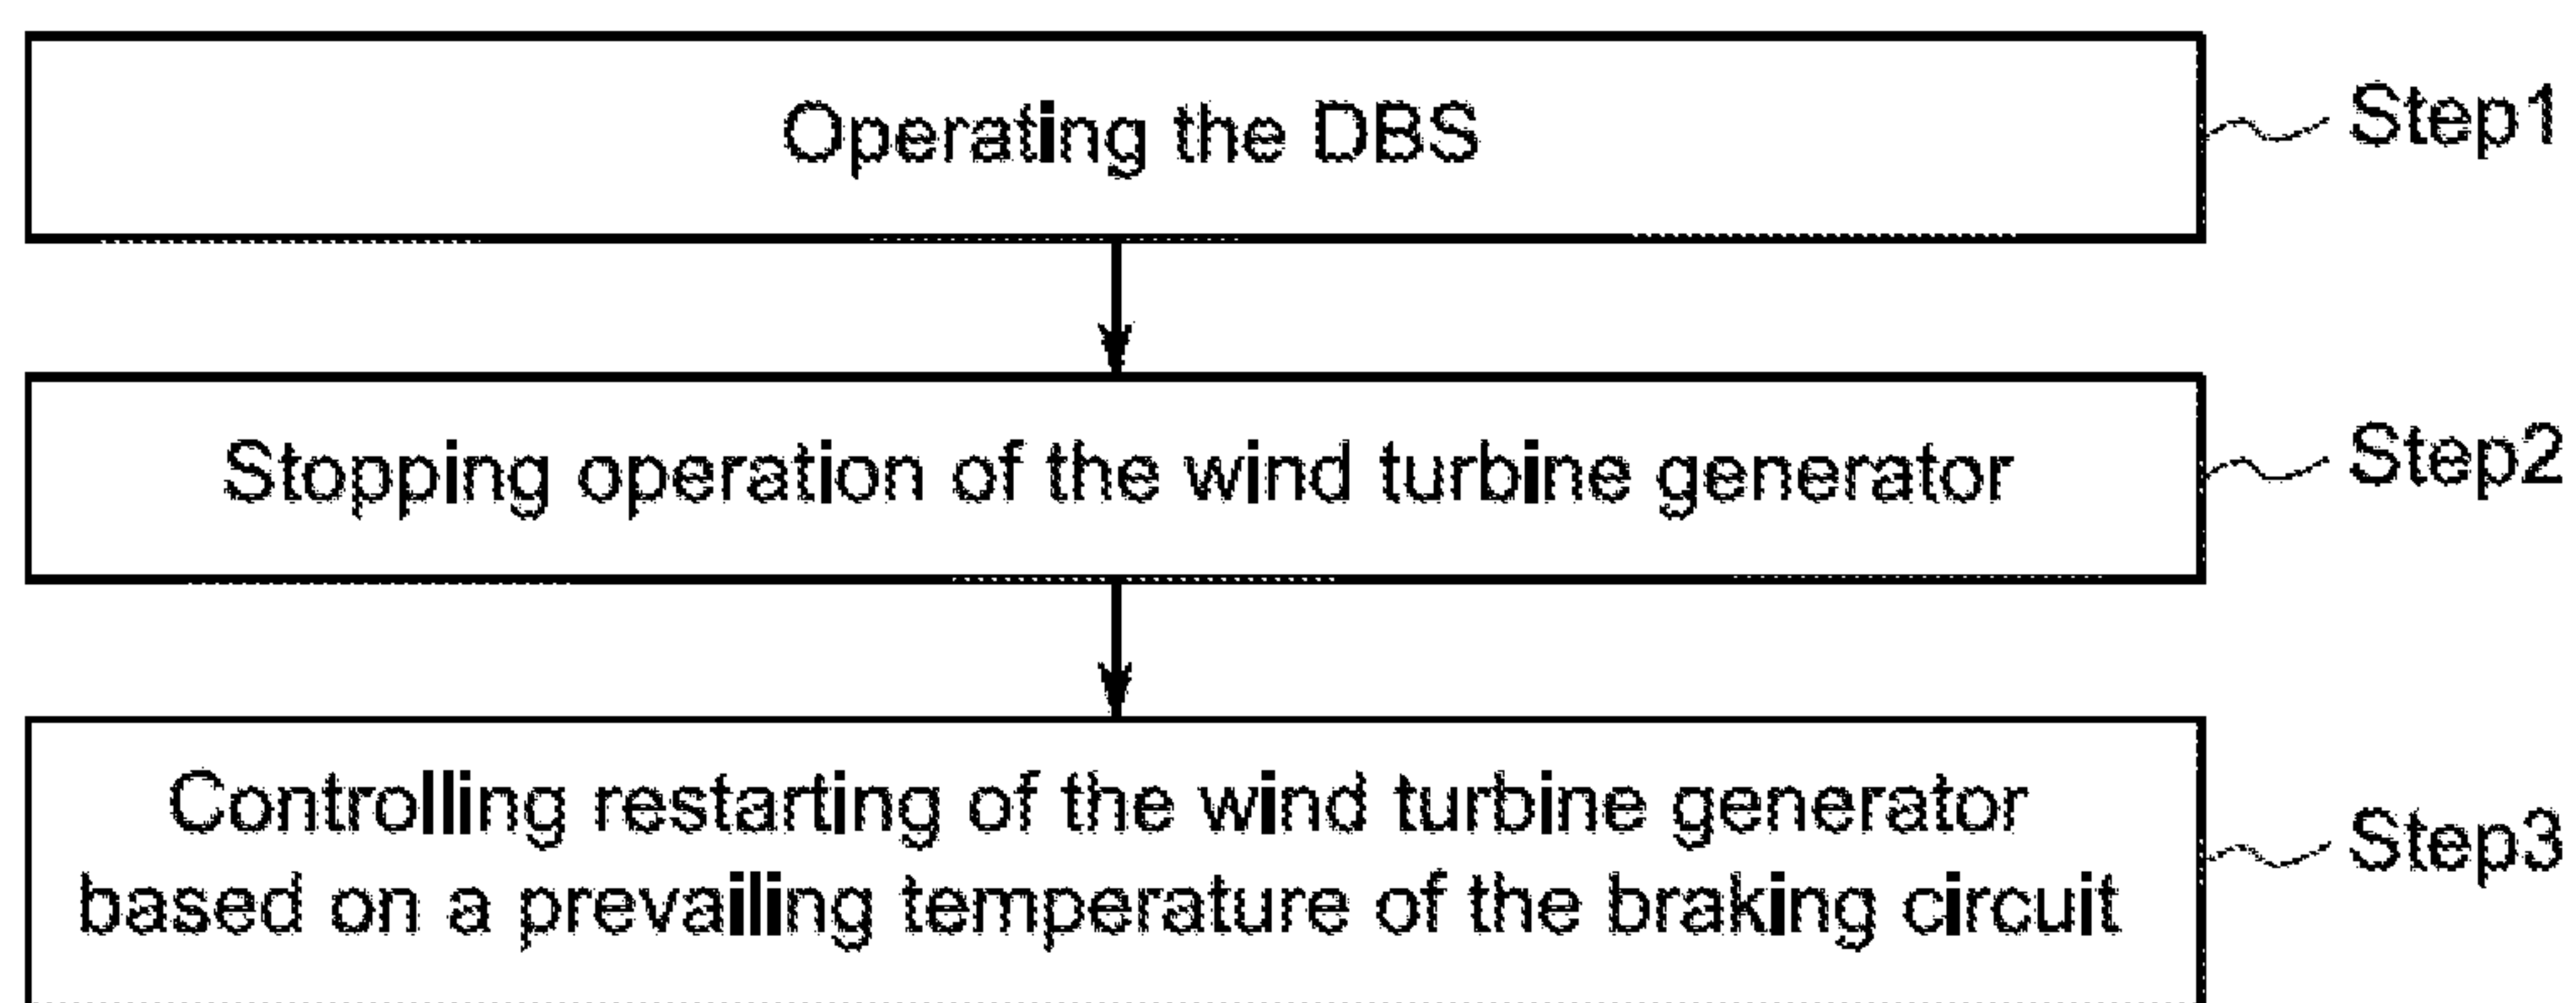 Operating the DBS
Step1
Stopping operation of the wind turbine generator
Step2
Controlling restarting of the wind turbine generator
based on a prevailing temperature of the braking circuit
Step3